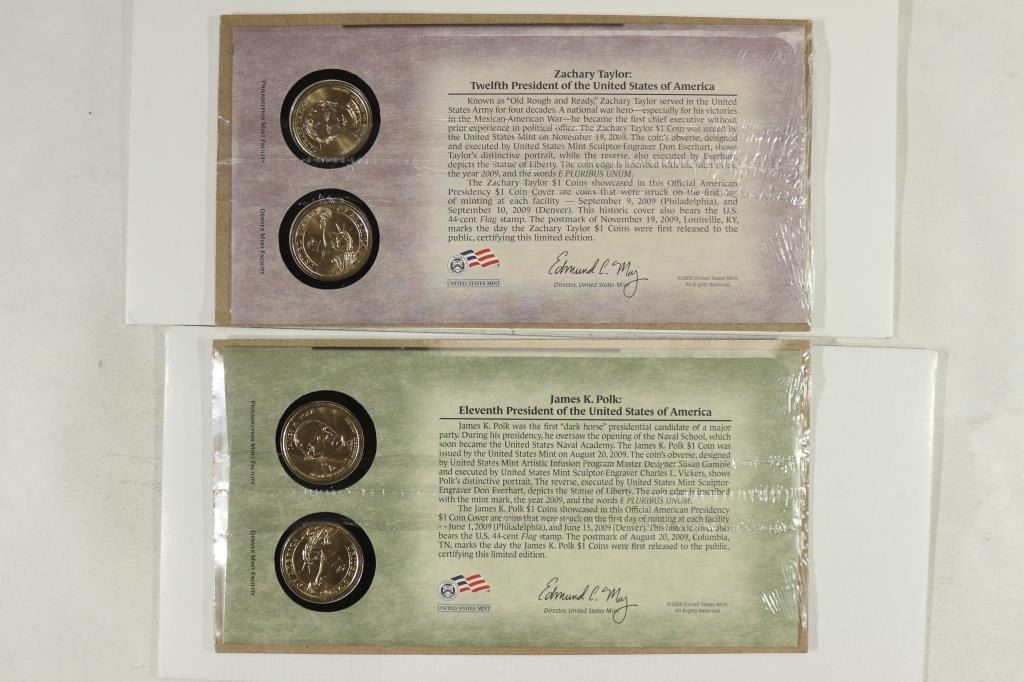 PHILADELPHIA MINT FACILITY
DENVER MINT FACILITY
Zachary Taylor:
Twelfth President of the United States of America
Known as "Old Rough and Ready," Zachary Taylor served in the United
States Army for four decades. A national war hero—especially for his victories
in the Mexican-American War—he became the first chief executive without
prior experience in political office. The Zachary Taylor $1 Coin was issued by
the United States Mint on November 19, 2009. The coin's obverse, designed
and executed by United States Mint Sculptor-Engraver Don Everhart, shows
Taylor's distinctive portrait, while the reverse, also executed by Everhart,
depicts the Statue of Liberty. The coin edge is inscribed with the mint mark,
the year 2009, and the words E PLURIBUS UNUM.
The Zachary Taylor $1 Coins showcased in this Official American
Presidency $1 Coin Cover are coins that were struck on the first day
of minting at each facility — September 9, 2009 (Philadelphia), and
September 10, 2009 (Denver). This historic cover also bears the U.S.
44-cent Flag stamp. The postmark of November 19, 2009, Louisville, KY,
marks the day the Zachary Taylor $1 Coins were first released to the
public, certifying this limited edition.
UNITED STATES MINT
Edmund C. Moy
Director, United States Mint
©2009 United States Mint
All Rights Reserved
PHILADELPHIA MINT FACILITY
DENVER MINT FACILITY
James K. Polk:
Eleventh President of the United States of America
James K. Polk was the first "dark horse" presidential candidate of a major
party. During his presidency, he oversaw the opening of the Naval School, which
soon became the United States Naval Academy. The James K. Polk $1 Coin was
issued by the United States Mint on August 20, 2009. The coin's obverse, designed
by United States Mint Artistic Infusion Program Master Designer Susan Gamble
and executed by United States Mint Sculptor-Engraver Charles L. Vickers, shows
Polk's distinctive portrait. The reverse, executed by United States Mint Sculptor-
Engraver Don Everhart, depicts the Statue of Liberty. The coin edge is inscribed
with the mint mark, the year 2009, and the words E PLURIBUS UNUM.
The James K. Polk $1 Coins showcased in this Official American Presidency
$1 Coin Cover are coins that were struck on the first day of minting at each facility
— June 1, 2009 (Philadelphia), and June 15, 2009 (Denver). This historic cover also
bears the U.S. 44-cent Flag stamp. The postmark of August 20, 2009, Columbia,
TN, marks the day the James K. Polk $1 Coins were first released to the public,
certifying this limited edition.
UNITED STATES MINT
Edmund C. Moy
Director, United States Mint
©2009 United States Mint
All Rights Reserved